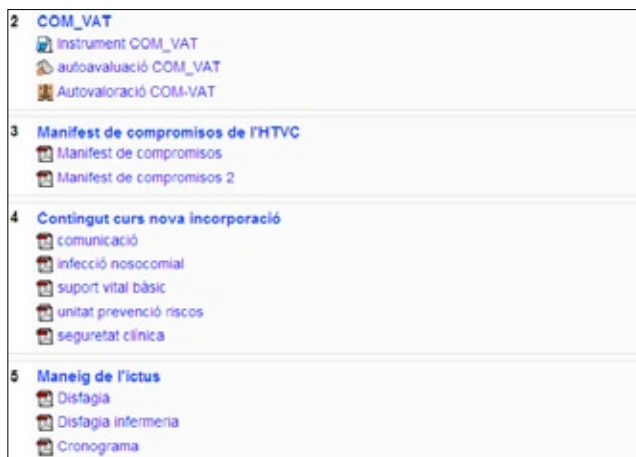 2 COM_VAT
Instrument COM_VAT
autoavaluació COM_VAT
Autovaloració COM-VAT
3 Manifest de compromisos de l'HTVC
Manifest de compromisos
Manifest de compromisos 2
4 Contingut curs nova incorporació
comunicació
infecció nosocomial
suport vital bàsic
unitat prevenció riscos
seguretat clínica
5 Maneig de l'ictus
Disfagia
Disfagia infermeria
Cronograma